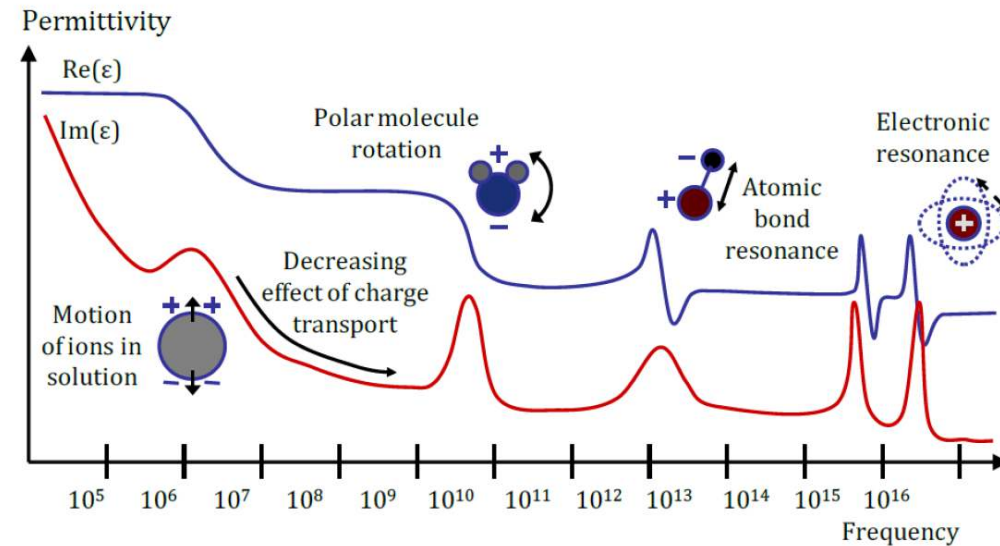 Permittivity
Re(ε)
Im(ε)
Polar molecule
rotation
+
−
−
+
Atomic
bond
resonance
Electronic
resonance
+
Decreasing
effect of charge
transport
Motion
of ions in
solution
+ +
− −
10⁵ 10⁶ 10⁷ 10⁸ 10⁹ 10¹⁰ 10¹¹ 10¹² 10¹³ 10¹⁴ 10¹⁵ 10¹⁶
Frequency